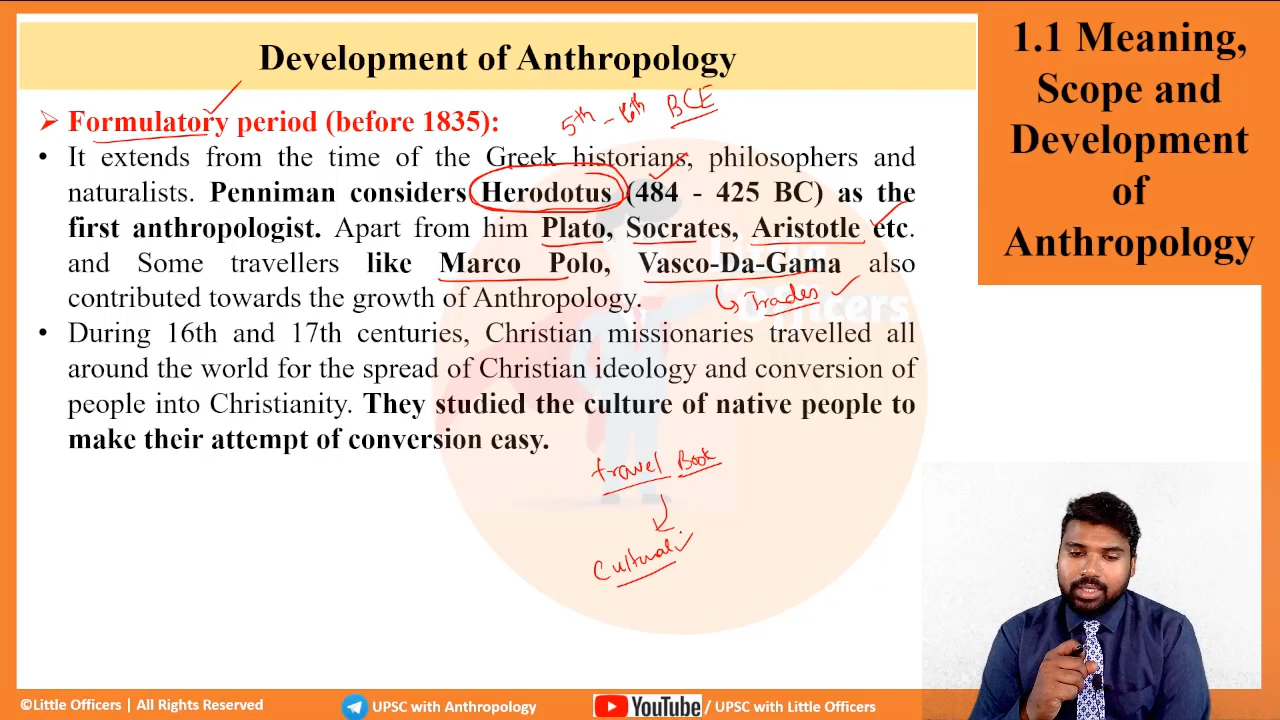 Development of Anthropology
1.1 Meaning,
Scope and
Development
of
Anthropology
➢ Formulatory period (before 1835):
5th - 6th BCE
• It extends from the time of the Greek historians, philosophers and
naturalists. Penniman considers Herodotus (484 - 425 BC) as the
first anthropologist. Apart from him Plato, Socrates, Aristotle etc.
and Some travellers like Marco Polo, Vasco-Da-Gama also
contributed towards the growth of Anthropology.
Trades
Officers
• During 16th and 17th centuries, Christian missionaries travelled all
around the world for the spread of Christian ideology and conversion of
people into Christianity. They studied the culture of native people to
make their attempt of conversion easy.
travel Book
Cultural
©Little Officers | All Rights Reserved
UPSC with Anthropology
YouTube / UPSC with Little Officers